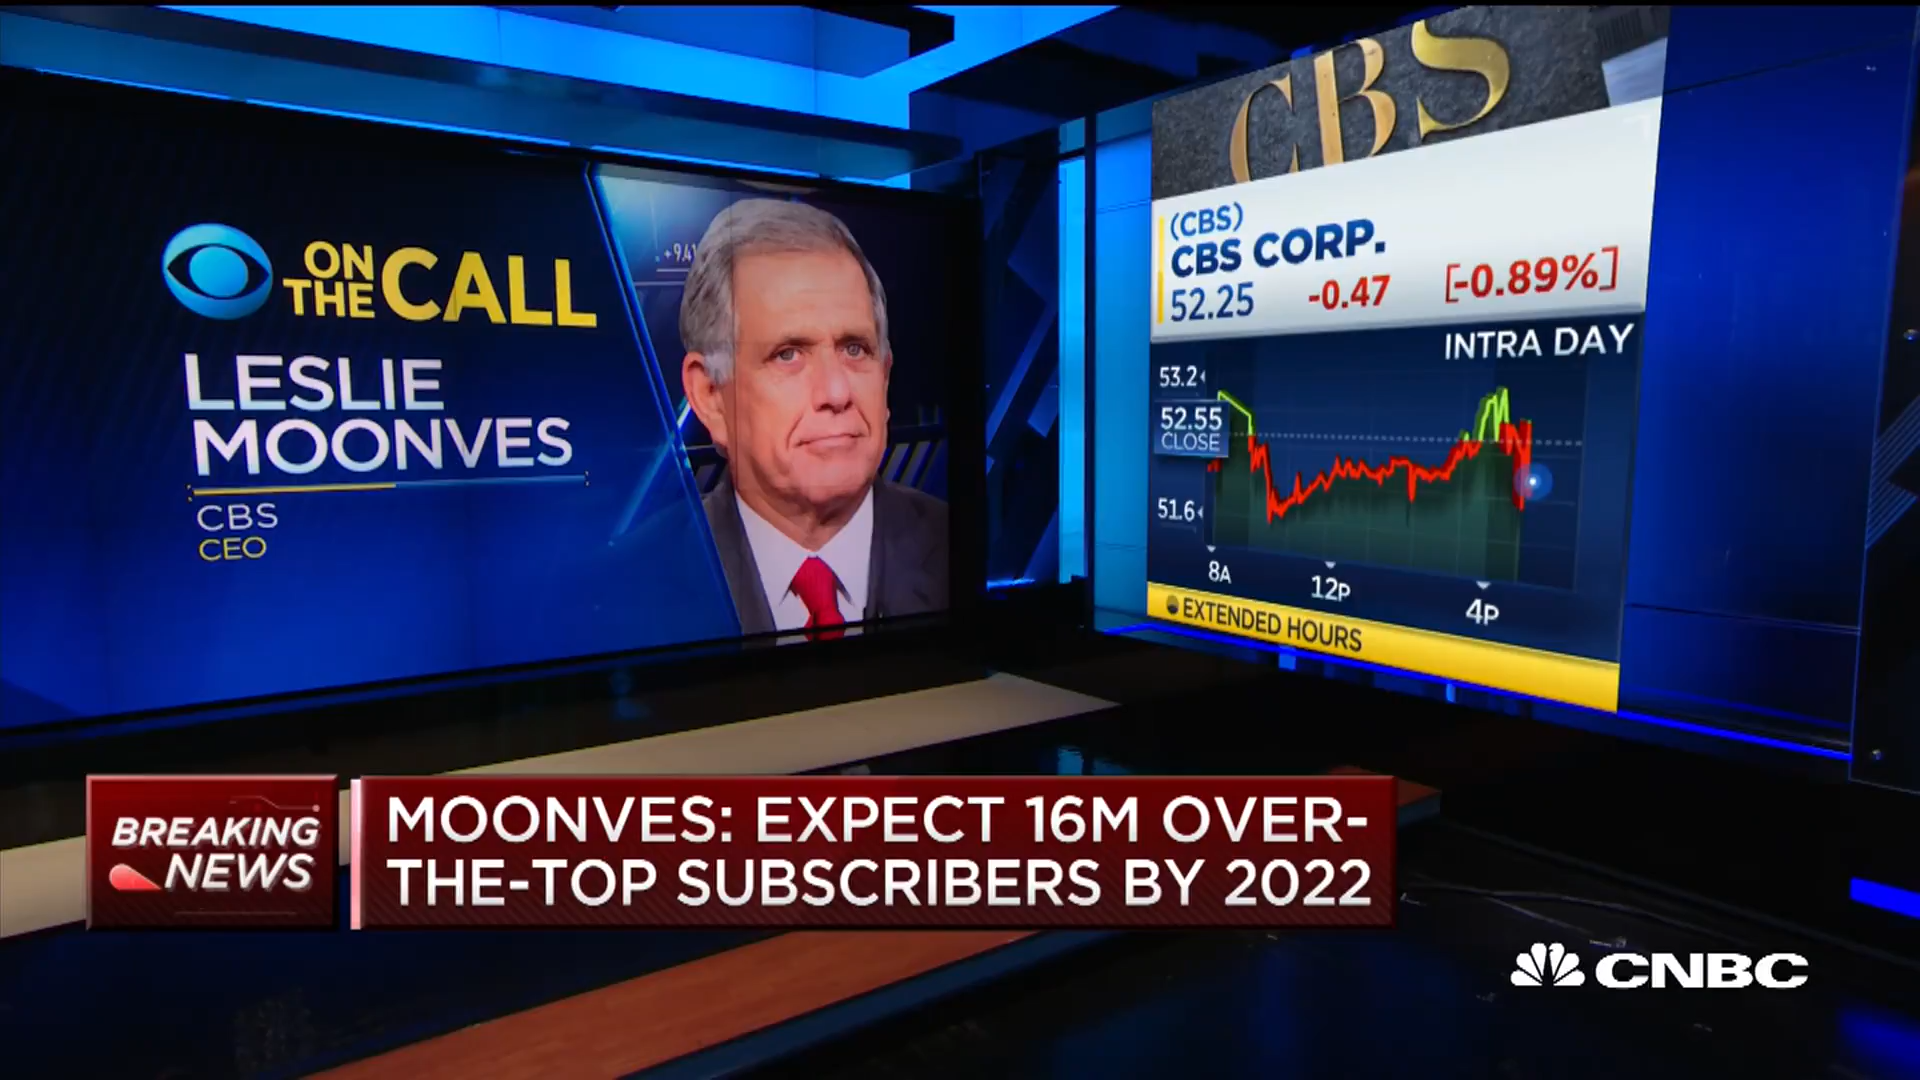 ON
THE
CALL
LESLIE
MOONVES
CBS
CEO
CBS
(CBS)
CBS CORP.
52.25 -0.47 [-0.89%]
INTRA DAY
53.2
52.55
CLOSE
51.6
8A 12P 4P
EXTENDED HOURS
BREAKING
NEWS
MOONVES: EXPECT 16M OVER-
THE-TOP SUBSCRIBERS BY 2022
CNBC